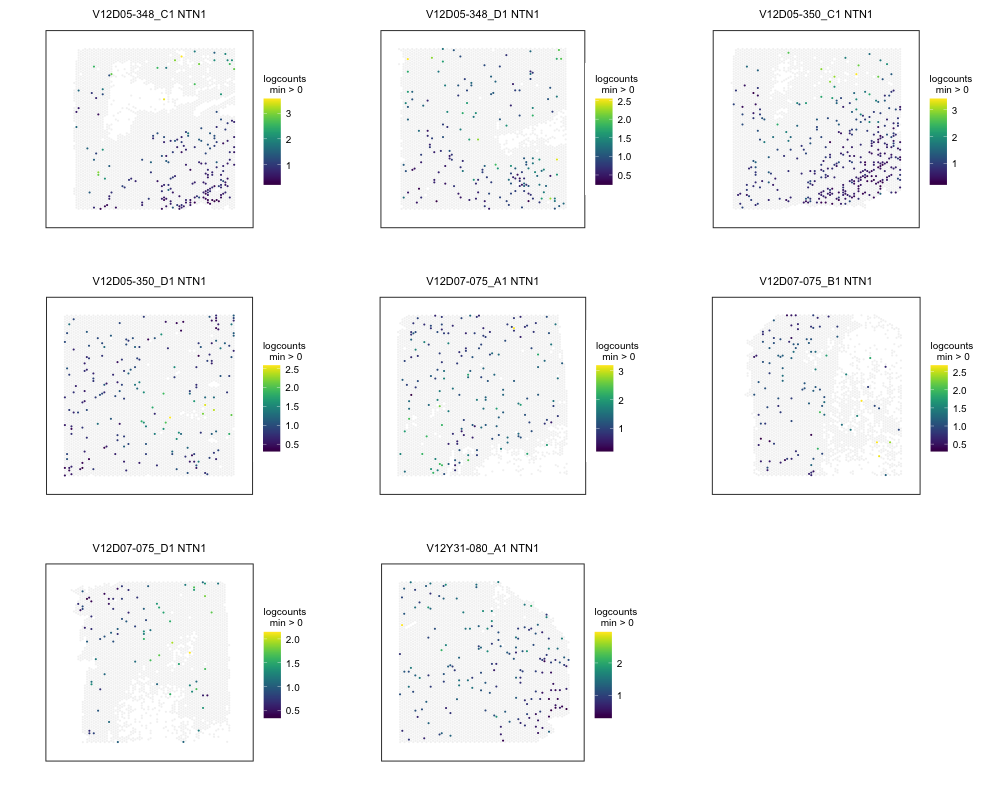 V12D05-348_C1 NTN1
logcounts
min > 0
3
2
1
V12D05-348_D1 NTN1
logcounts
min > 0
2.5
2.0
1.5
1.0
0.5
V12D05-350_C1 NTN1
logcounts
min > 0
3
2
1
V12D05-350_D1 NTN1
logcounts
min > 0
2.5
2.0
1.5
1.0
0.5
V12D07-075_A1 NTN1
logcounts
min > 0
3
2
1
V12D07-075_B1 NTN1
logcounts
min > 0
2.5
2.0
1.5
1.0
0.5
V12D07-075_D1 NTN1
logcounts
min > 0
2.0
1.5
1.0
0.5
V12Y31-080_A1 NTN1
logcounts
min > 0
2
1